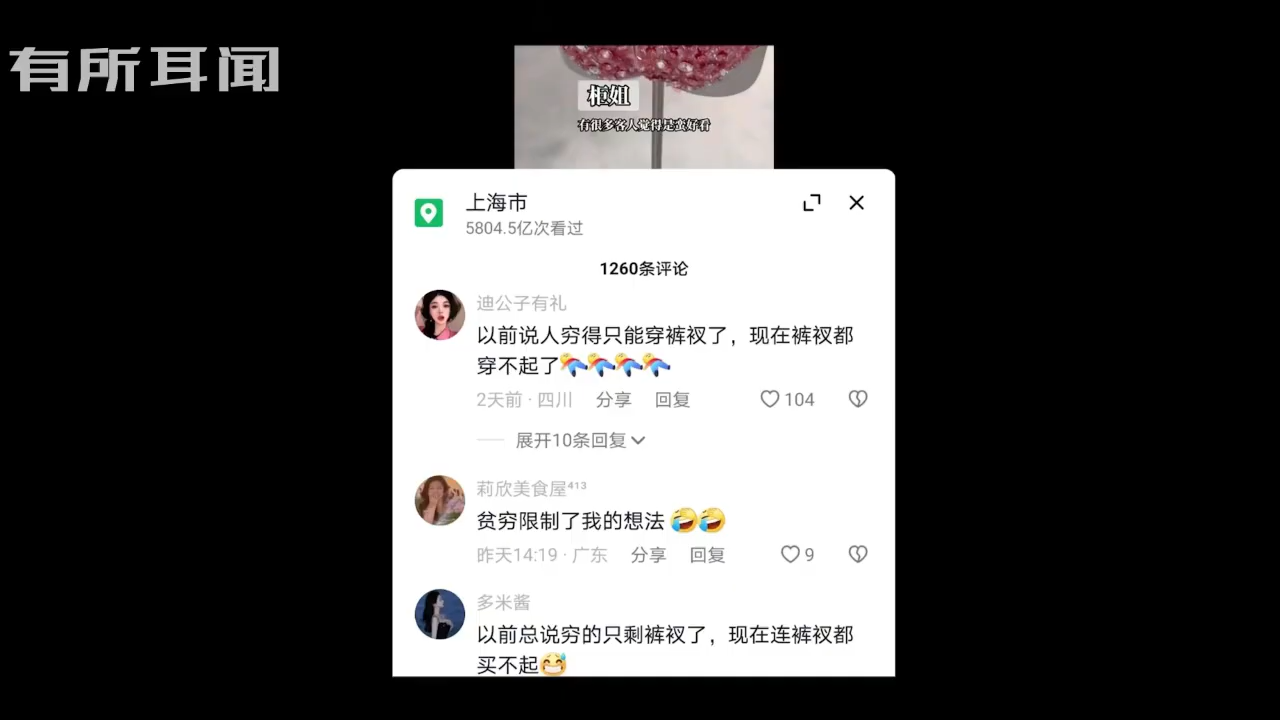 有所耳闻
柜姐
有很多客人觉得是蛮好看
上海市
5804.5亿次看过
1260条评论
迪公子有礼
以前说人穷得只能穿裤衩了，现在裤衩都
穿不起了
2天前 · 四川 分享 回复 104
展开10条回复
莉欣美食屋⁴¹³
贫穷限制了我的想法
昨天14:19 · 广东 分享 回复 9
多米酱
以前总说穷的只剩裤衩了，现在连裤衩都
买不起